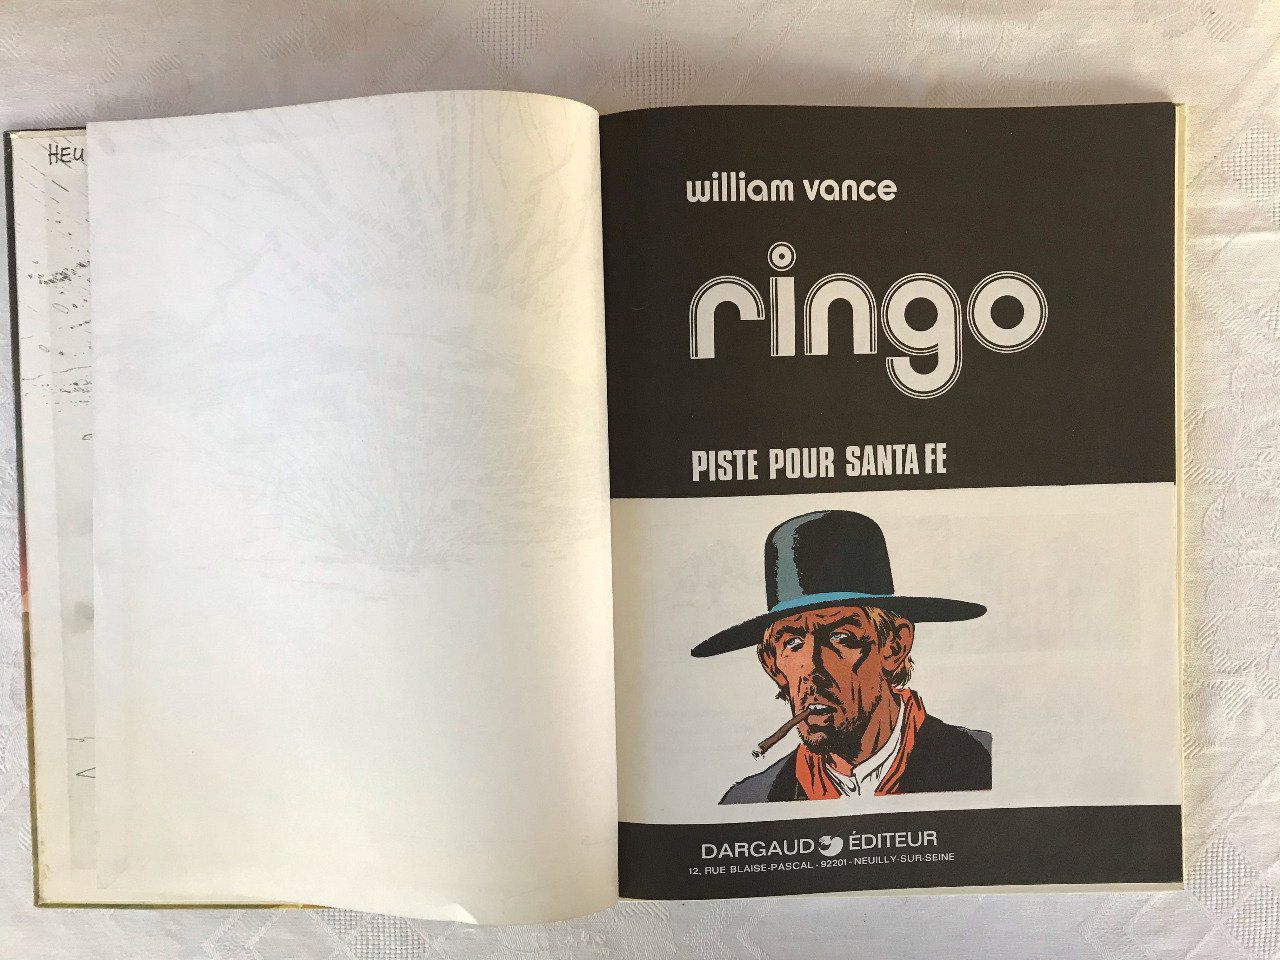 HEU
william vance
ringo
PISTE POUR SANTA FE
DARGAUD ÉDITEUR
12, RUE BLAISE-PASCAL - 92201 - NEUILLY-SUR-SEINE